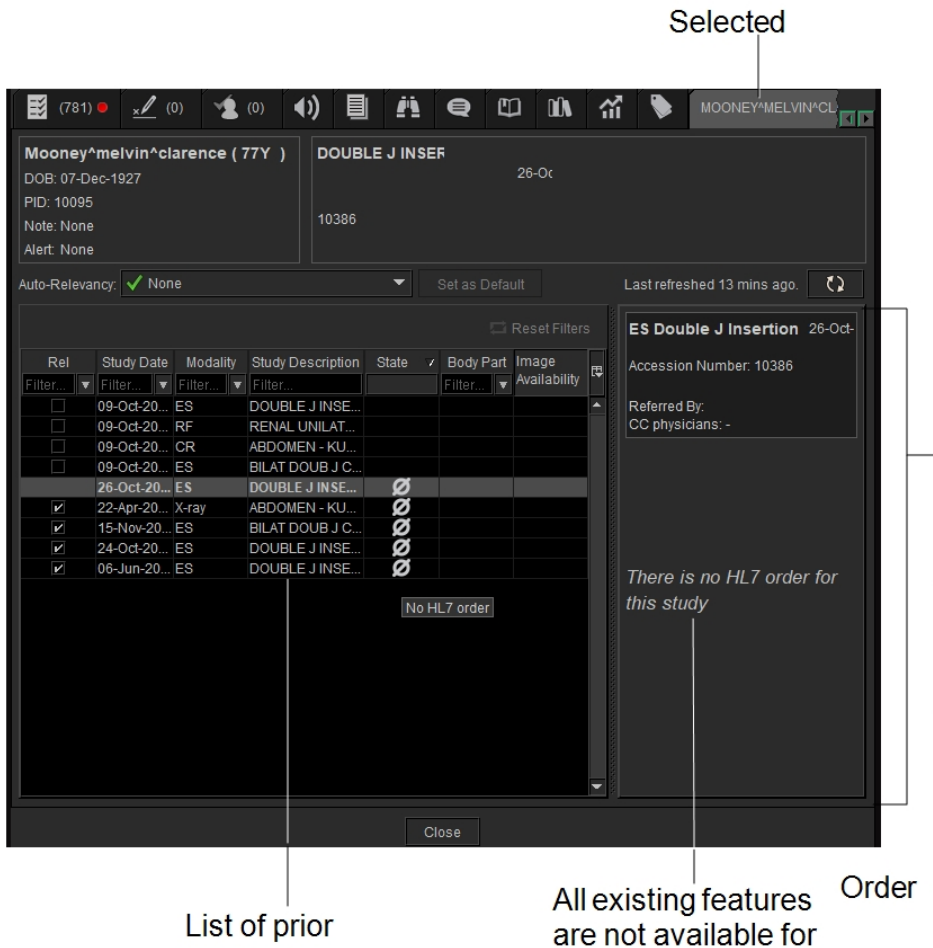 Selected
(781) (0) (0) MOONEY^MELVIN^CL
Mooney^melvin^clarence ( 77Y )
DOB: 07-Dec-1927
PID: 10095
Note: None
Alert: None
DOUBLE J INSER
26-Oc
10386
Auto-Relevancy: None Set as Default Last refreshed 13 mins ago.
Reset Filters
Rel Study Date Modality Study Description State Body Part Image Availability
Filter... Filter... Filter... Filter... Filter...
09-Oct-20... ES DOUBLE J INSE...
09-Oct-20... RF RENAL UNILAT...
09-Oct-20... CR ABDOMEN - KU...
09-Oct-20... ES BILAT DOUB J C...
26-Oct-20... ES DOUBLE J INSE...
22-Apr-20... X-ray ABDOMEN - KU...
15-Nov-20... ES BILAT DOUB J C...
24-Oct-20... ES DOUBLE J INSE...
06-Jun-20... ES DOUBLE J INSE...
No HL7 order
ES Double J Insertion 26-Oct-
Accession Number: 10386
Referred By:
CC physicians: -
There is no HL7 order for
this study
Close
List of prior
All existing features
are not available for
Order